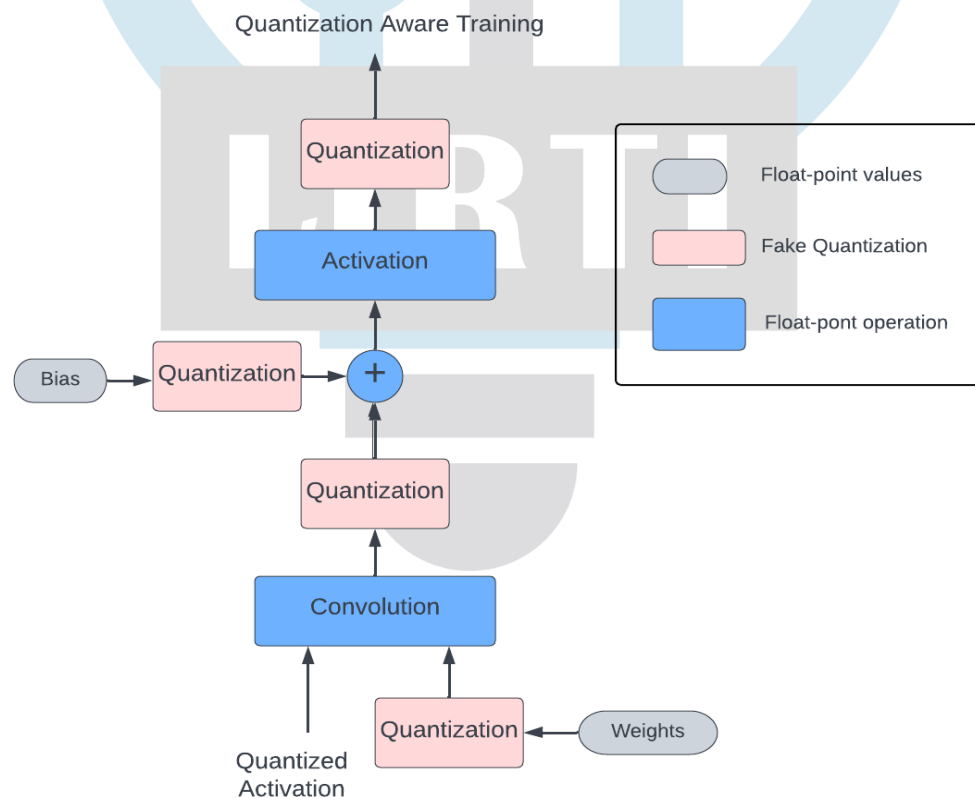 Quantization Aware Training
Quantization
Activation
Bias
Quantization
+
Quantization
Convolution
Quantization
Weights
Quantized
Activation
Float-point values
Fake Quantization
Float-pont operation
IJRTI